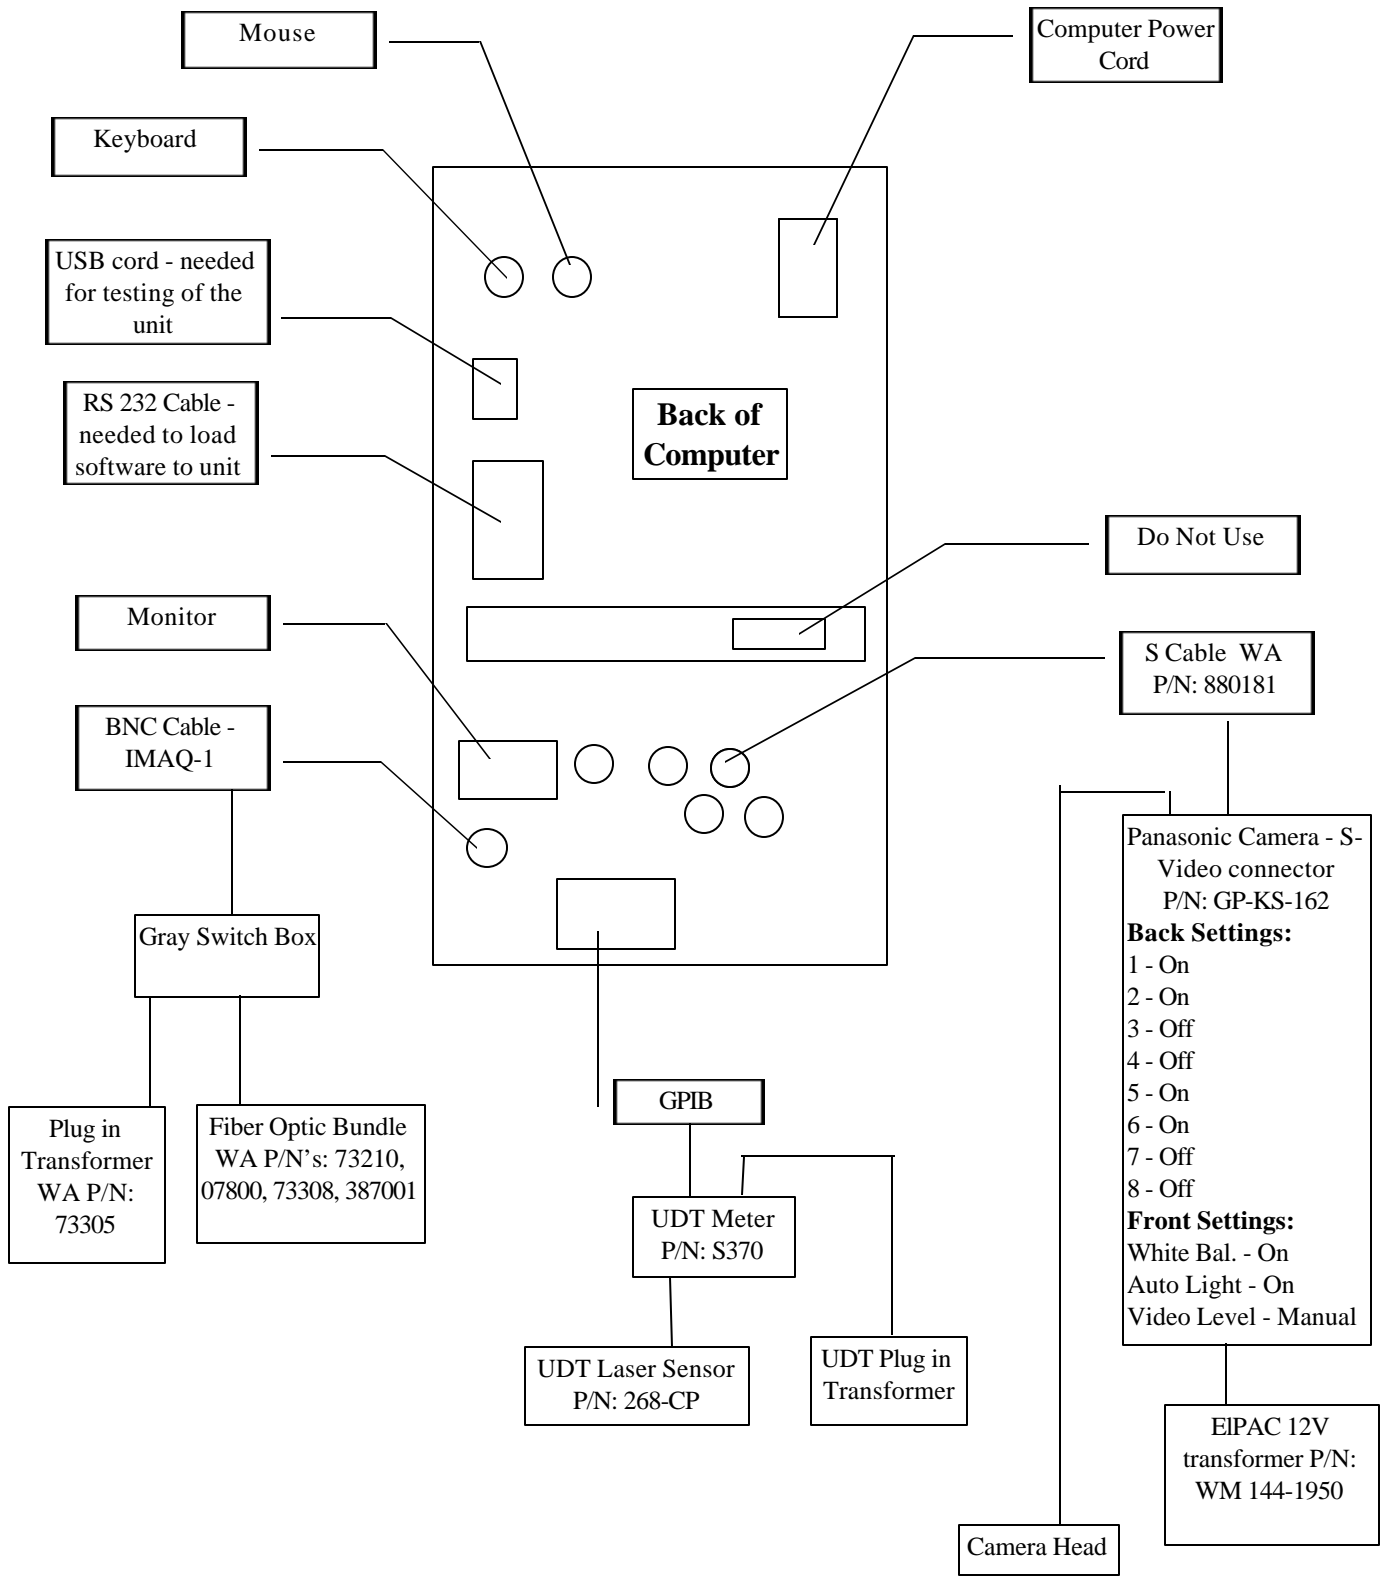 Mouse
Computer Power
Cord
Keyboard
USB cord - needed
for testing of the
unit
RS 232 Cable -
needed to load
software to unit
Back of
Computer
Do Not Use
Monitor
S Cable  WA
P/N: 880181
BNC Cable -
IMAQ-1
Panasonic Camera - S-
Video connector
P/N: GP-KS-162
Back Settings:
1 - On
2 - On
3 - Off
4 - Off
5 - On
6 - On
7 - Off
8 - Off
Front Settings:
White Bal. - On
Auto Light - On
Video Level - Manual
Gray Switch Box
GPIB
Plug in
Transformer
WA P/N:
73305
Fiber Optic Bundle
WA P/N’s: 73210,
07800, 73308, 387001
UDT Meter
P/N: S370
UDT Laser Sensor
P/N: 268-CP
UDT Plug in
Transformer
ElPAC 12V
transformer P/N:
WM 144-1950
Camera Head